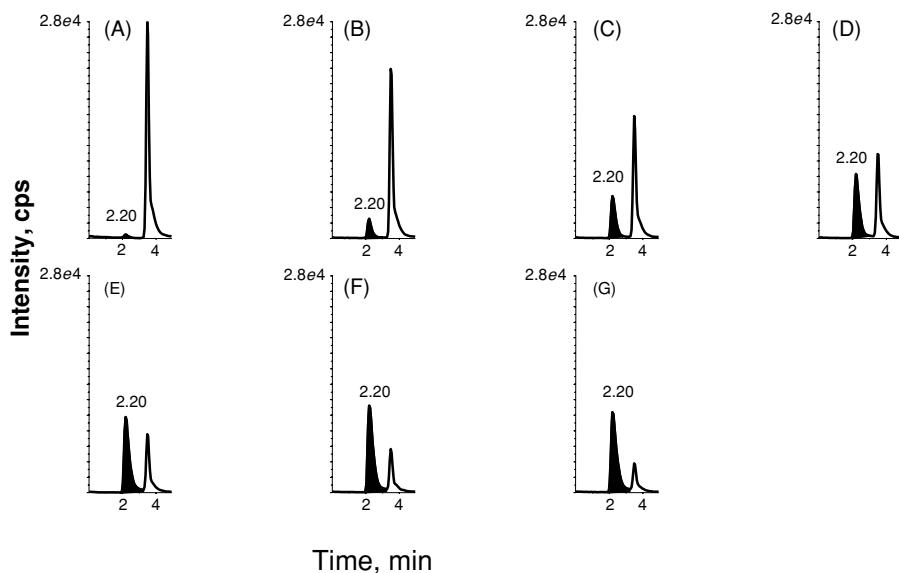 (A) (B) (C) (D)
2.8e4 2.8e4 2.8e4 2.8e4
2.20 2.20 2.20 2.20
2 4 2 4 2 4 2 4
Intensity, cps
(E) (F) (G)
2.8e4 2.8e4 2.8e4
2.20 2.20 2.20
2 4 2 4 2 4
Time, min